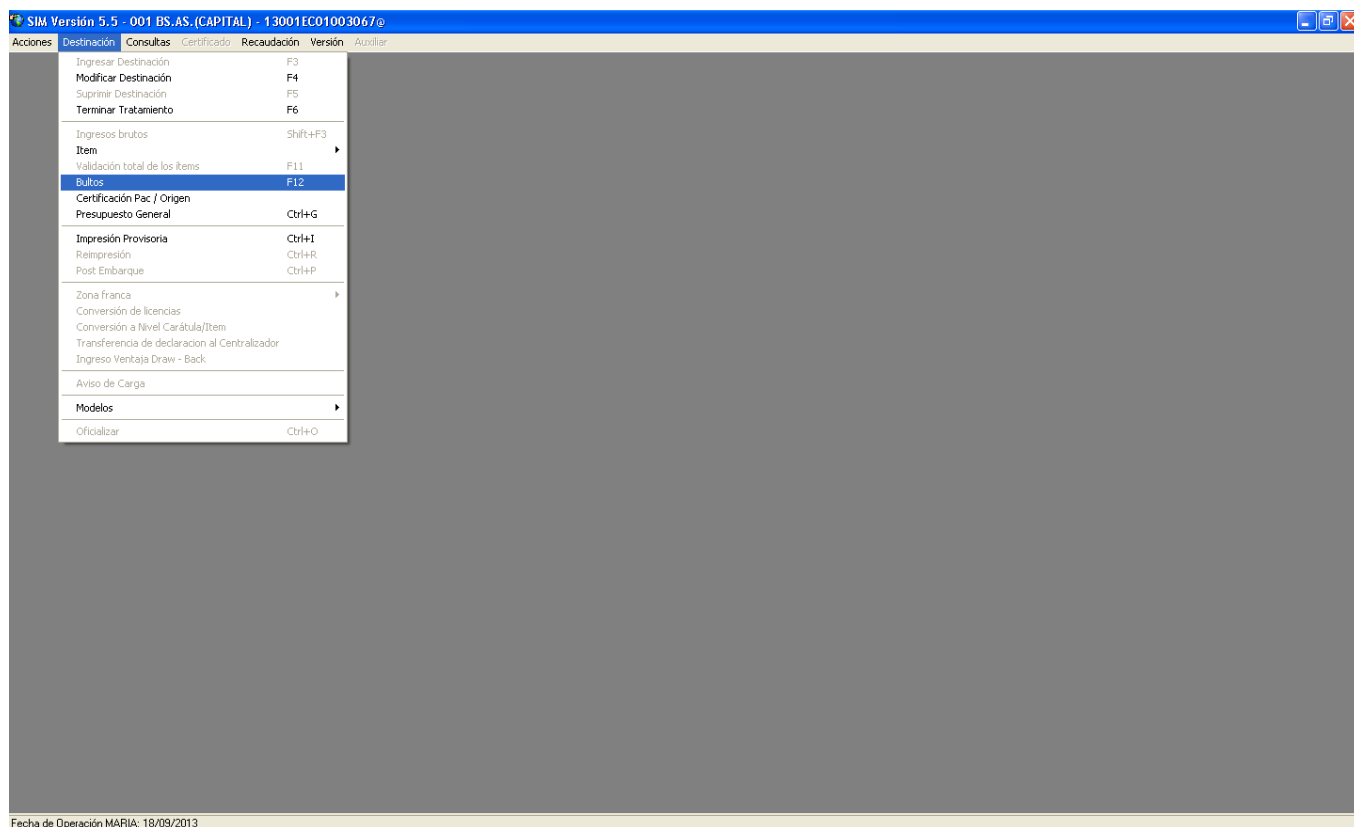 SIM Versión 5.5 - 001 BS.AS.(CAPITAL) - 13001EC01003067@
Acciones Destinación Consultas Certificado Recaudación Versión Auxiliar
Ingresar Destinación F3
Modificar Destinación F4
Suprimir Destinación F5
Terminar Tratamiento F6
Ingresos brutos Shift+F3
Item
Validación total de los ítems F11
Bultos F12
Certificación Pac / Origen
Presupuesto General Ctrl+G
Impresión Provisoria Ctrl+I
Reimpresión Ctrl+R
Post Embarque Ctrl+P
Zona franca
Conversión de licencias
Conversión a Nivel Carátula/Item
Transferencia de declaracion al Centralizador
Ingreso Ventaja Draw - Back
Aviso de Carga
Modelos
Oficializar Ctrl+O
Fecha de Operación MARIA: 18/09/2013